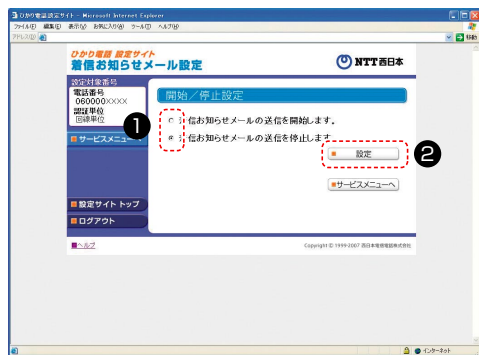 ひかり電話設定サイト - Microsoft Internet Explorer
ファイル(F) 編集(E) 表示(V) お気に入り(A) ツール(T) ヘルプ(H)
アドレス(D) 移動
ひかり電話 設定サイト
着信お知らせメール設定
NTT西日本
設定対象番号
電話番号
060000××××
認証単位
回線単位
開始/停止設定
❶
信お知らせメールの送信を開始します。
サービスメニューへ
信お知らせメールの送信を停止します
設定
❷
サービスメニューへ
設定サイト トップ
ログアウト
ヘルプ
Copyright © 1999-2007 西日本電信電話株式会社
インターネット